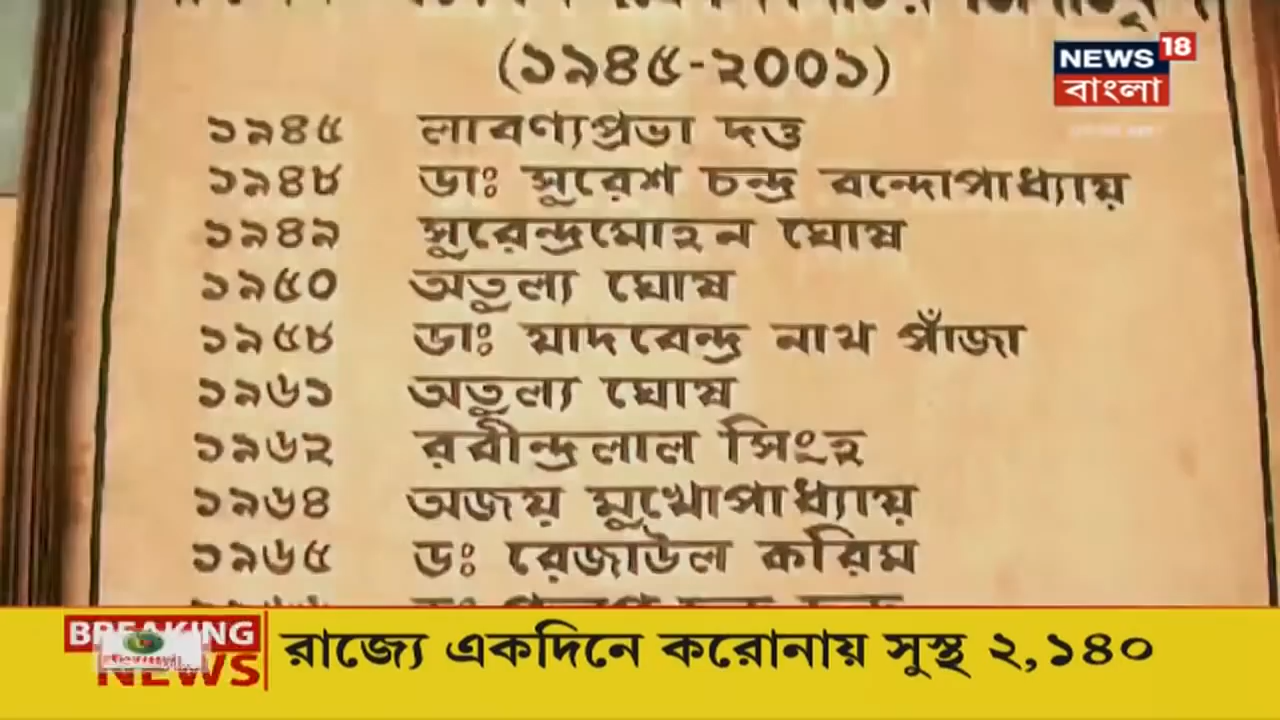 (১৯৪৫-২০০১)
NEWS 18
বাংলা
১৯৪৫ লাবণ্যপ্রভা দত্ত
১৯৪৮ ডাঃ সুরেশ চন্দ্র বন্দোপাধ্যায়
১৯৪৯ সুরেন্দ্রমোহন ঘোষ
১৯৫০ অতুল্য ঘোষ
১৯৫৮ ডাঃ যাদবেন্দ্র নাথ পাঁজা
১৯৬১ অতুল্য ঘোষ
১৯৬২ রবীন্দ্রলাল সিংহ
১৯৬৪ অজয় মুখোপাধ্যায়
১৯৬৫ ডঃ রেজাউল করিম
BREAKING
NEWS
রাজ্যে একদিনে করোনায় সুস্থ ২,১৪০